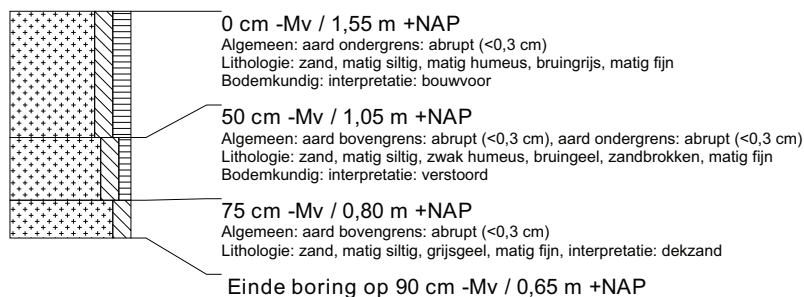 0 cm -Mv / 1,55 m +NAP
Algemeen: aard ondergrens: abrupt (<0,3 cm)
Lithologie: zand, matig siltig, matig humeus, bruingrijs, matig fijn
Bodemkundig: interpretatie: bouwvoor
50 cm -Mv / 1,05 m +NAP
Algemeen: aard bovengrens: abrupt (<0,3 cm), aard ondergrens: abrupt (<0,3 cm)
Lithologie: zand, matig siltig, zwak humeus, bruingeel, zandbrokken, matig fijn
Bodemkundig: interpretatie: verstoord
75 cm -Mv / 0,80 m +NAP
Algemeen: aard bovengrens: abrupt (<0,3 cm)
Lithologie: zand, matig siltig, grijsgeel, matig fijn, interpretatie: dekzand
Einde boring op 90 cm -Mv / 0,65 m +NAP